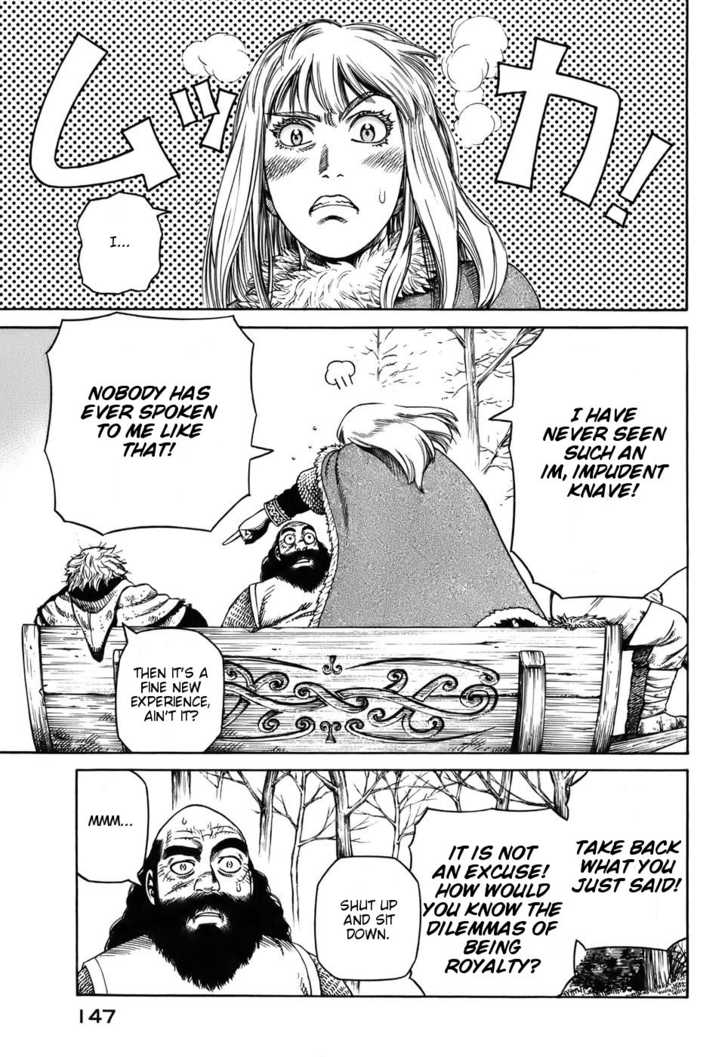 ムッカ!
I...
I HAVE
NEVER SEEN
SUCH AN
IM, IMPUDENT
KNAVE!
NOBODY HAS
EVER SPOKEN
TO ME LIKE
THAT!
THEN IT'S A
FINE NEW
EXPERIENCE,
AIN'T IT?
TAKE BACK
WHAT YOU
JUST SAID!
IT IS NOT
AN EXCUSE!
HOW WOULD
YOU KNOW THE
DILEMMAS OF
BEING
ROYALTY?
SHUT UP
AND SIT
DOWN.
MMM...
147